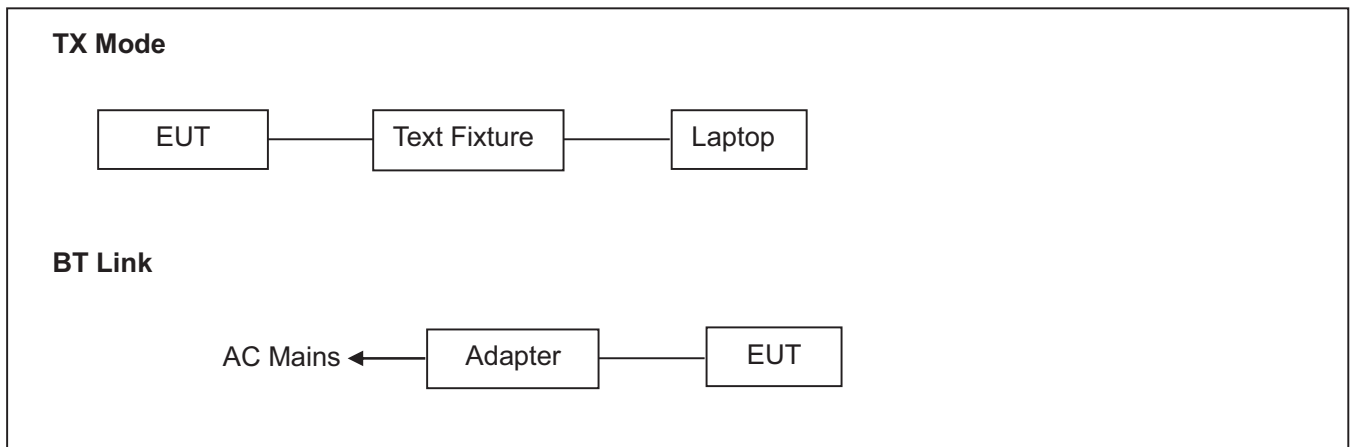 TX Mode
EUT Text Fixture Laptop
BT Link
AC Mains Adapter EUT